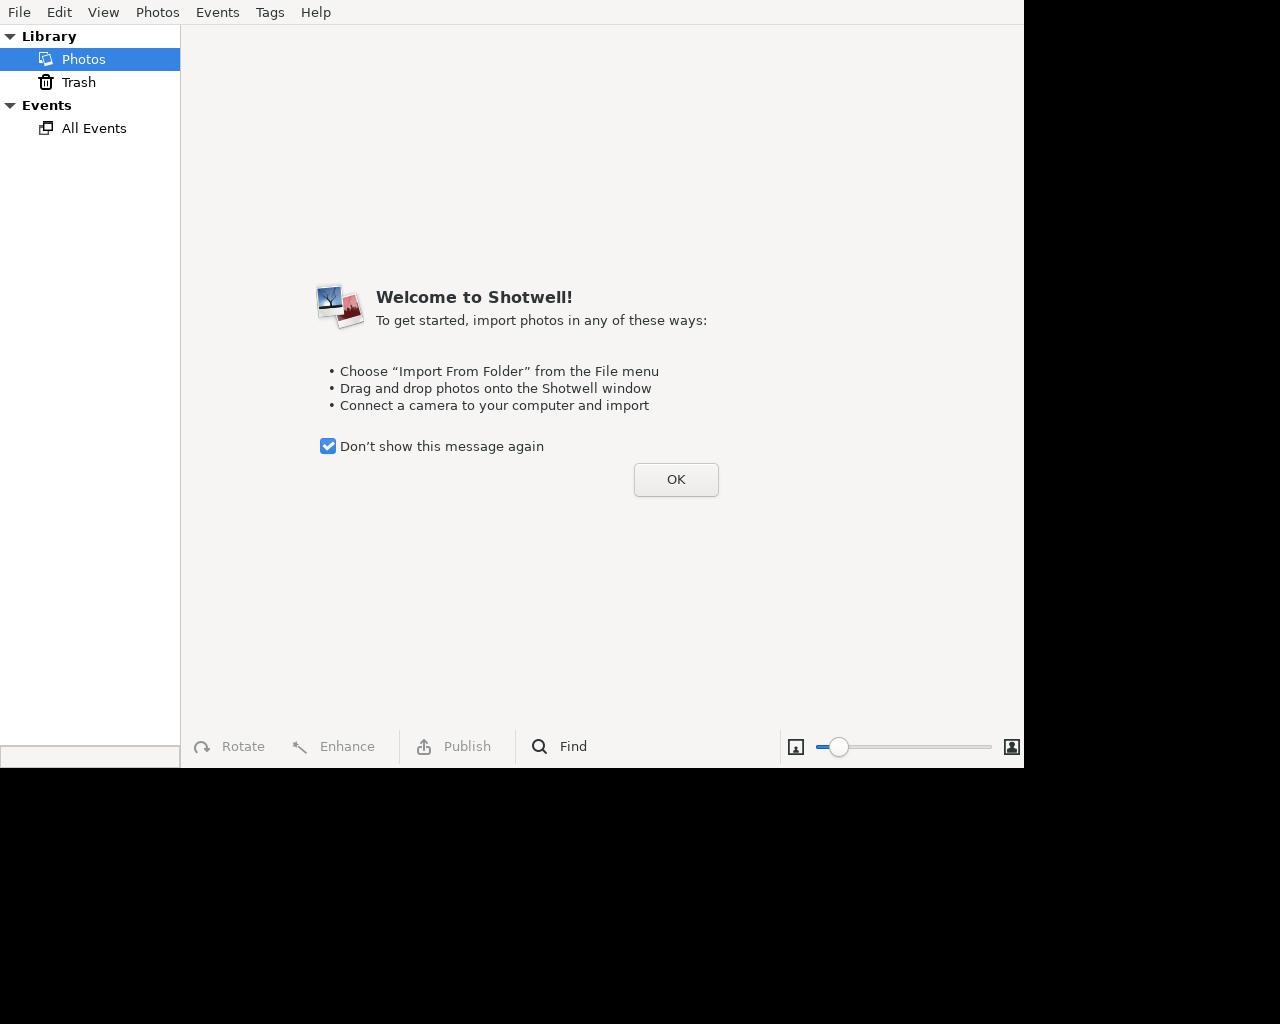 File Edit View Photos Events Tags Help
Library
Photos
Trash
Events
All Events
Welcome to Shotwell!
To get started, import photos in any of these ways:
• Choose “Import From Folder” from the File menu
• Drag and drop photos onto the Shotwell window
• Connect a camera to your computer and import
Don’t show this message again
OK
Rotate Enhance Publish Find